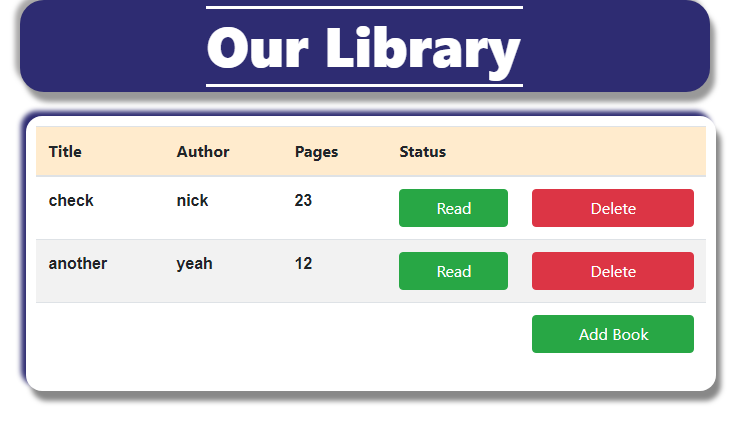 Our Library
Title Author Pages Status
check nick 23 Read Delete
another yeah 12 Read Delete
Add Book